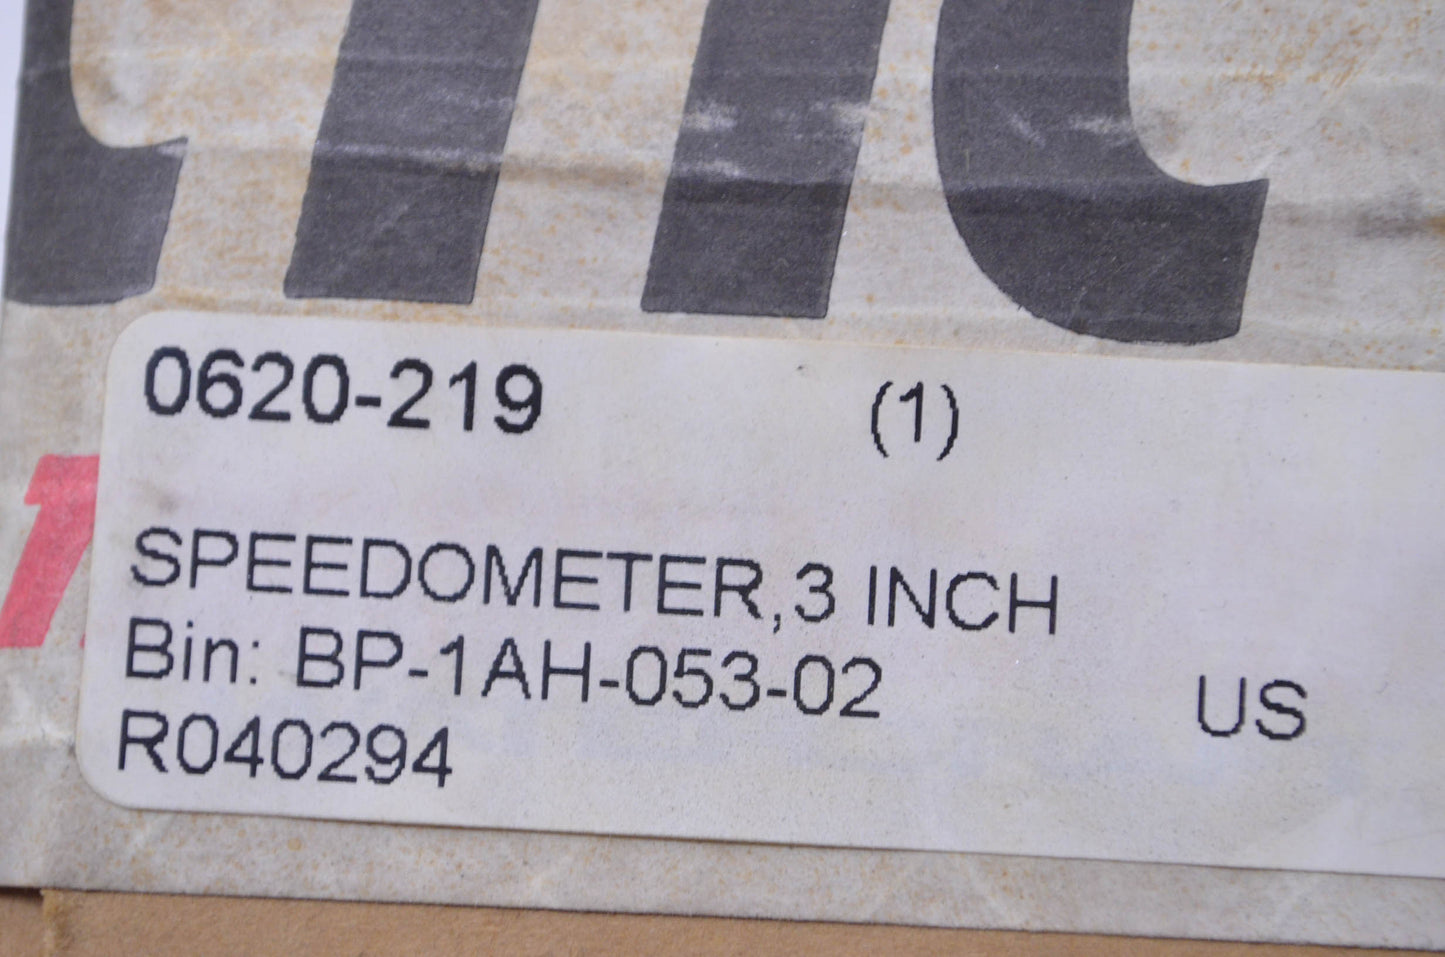 0620-219 (1)
SPEEDOMETER,3 INCH
Bin: BP-1AH-053-02 US
R040294